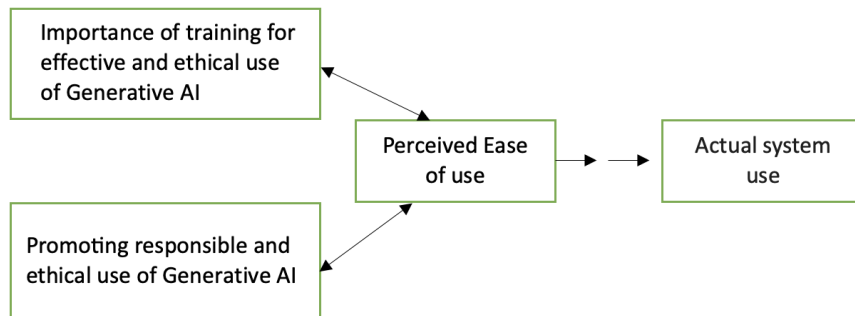 Importance of training for
effective and ethical use
of Generative AI
Perceived Ease
of use
Actual system
use
Promoting responsible and
ethical use of Generative AI